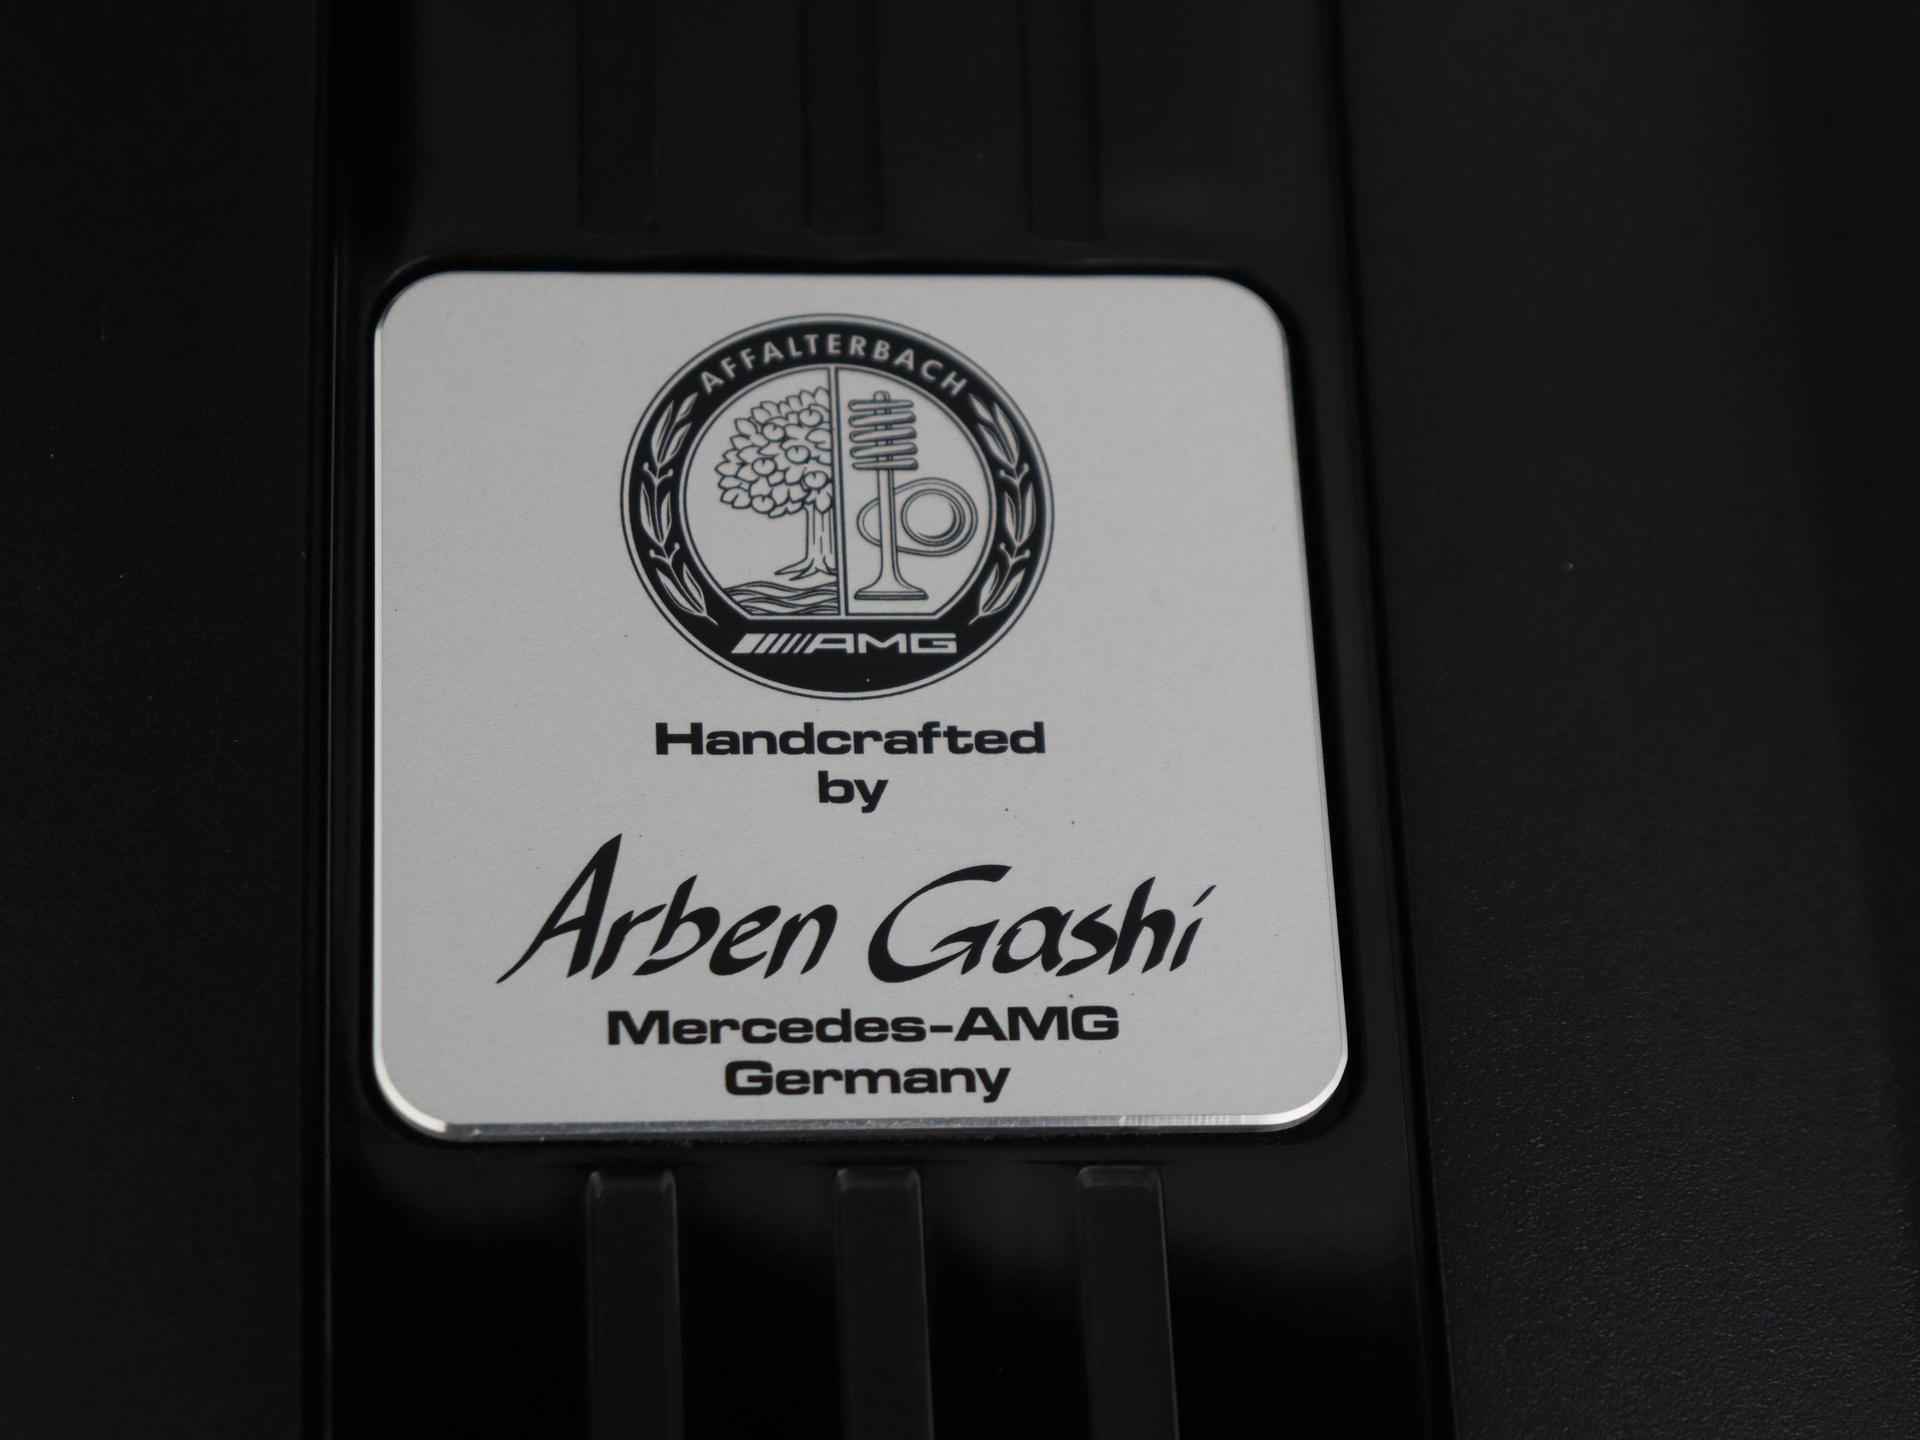 AFFALTERBACH
AMG
Handcrafted
by
Arben Gashi
Mercedes-AMG
Germany